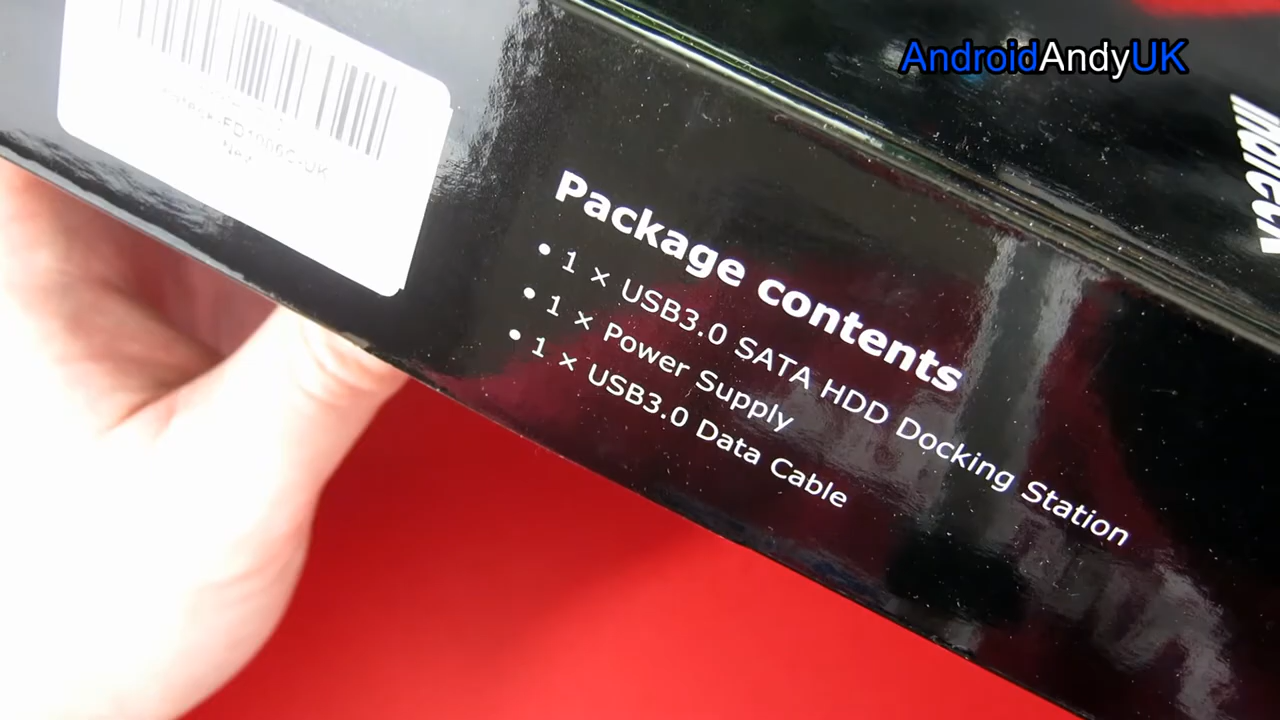 AndroidAndyUK
Package contents
• 1 × USB3.0 SATA HDD Docking Station
• 1 × Power Supply
• 1 × USB3.0 Data Cable